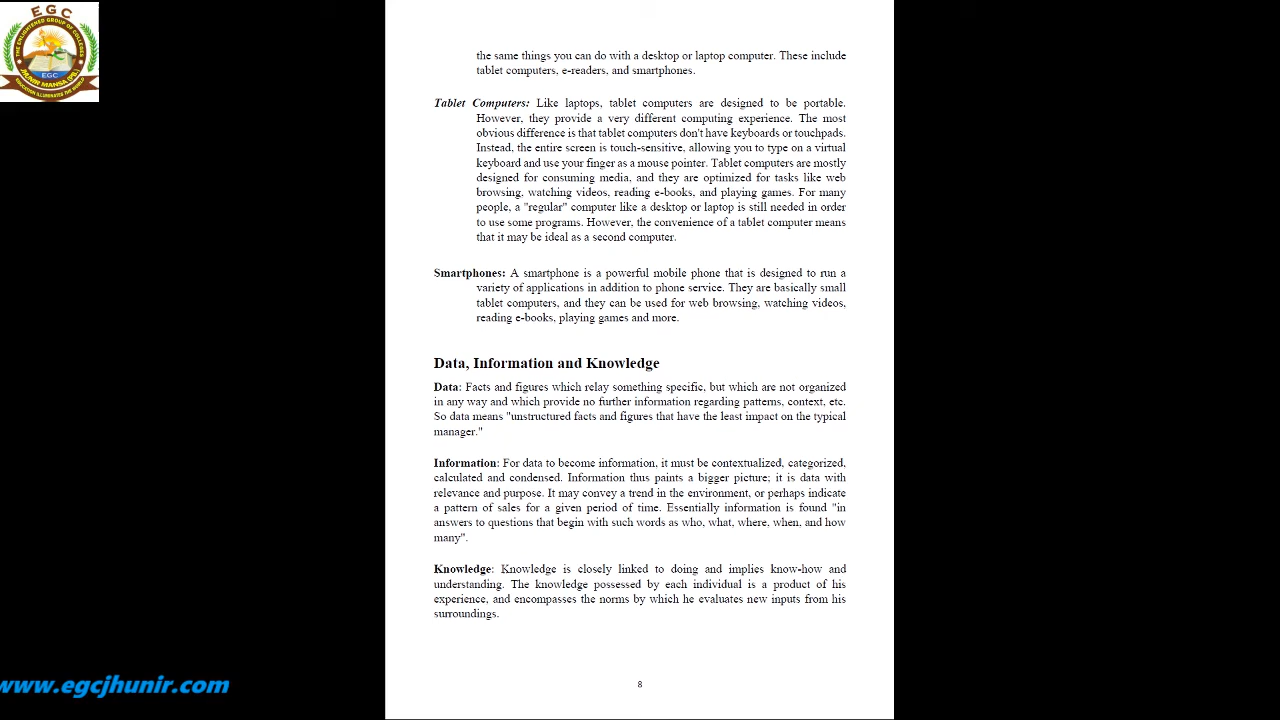 EGC
THE ENLIGHTENED GROUP OF COLLEGES
EGC
JHUNIR MANSA (PB.)
EDUCATION ILLUMINATES THE WORLD
the same things you can do with a desktop or laptop computer. These include
tablet computers, e-readers, and smartphones.
Tablet Computers: Like laptops, tablet computers are designed to be portable.
However, they provide a very different computing experience. The most
obvious difference is that tablet computers don't have keyboards or touchpads.
Instead, the entire screen is touch-sensitive, allowing you to type on a virtual
keyboard and use your finger as a mouse pointer. Tablet computers are mostly
designed for consuming media, and they are optimized for tasks like web
browsing, watching videos, reading e-books, and playing games. For many
people, a "regular" computer like a desktop or laptop is still needed in order
to use some programs. However, the convenience of a tablet computer means
that it may be ideal as a second computer.
Smartphones: A smartphone is a powerful mobile phone that is designed to run a
variety of applications in addition to phone service. They are basically small
tablet computers, and they can be used for web browsing, watching videos,
reading e-books, playing games and more.
Data, Information and Knowledge
Data: Facts and figures which relay something specific, but which are not organized
in any way and which provide no further information regarding patterns, context, etc.
So data means "unstructured facts and figures that have the least impact on the typical
manager."
Information: For data to become information, it must be contextualized, categorized,
calculated and condensed. Information thus paints a bigger picture; it is data with
relevance and purpose. It may convey a trend in the environment, or perhaps indicate
a pattern of sales for a given period of time. Essentially information is found "in
answers to questions that begin with such words as who, what, where, when, and how
many".
Knowledge: Knowledge is closely linked to doing and implies know-how and
understanding. The knowledge possessed by each individual is a product of his
experience, and encompasses the norms by which he evaluates new inputs from his
surroundings.
8
www.egcjhunir.com